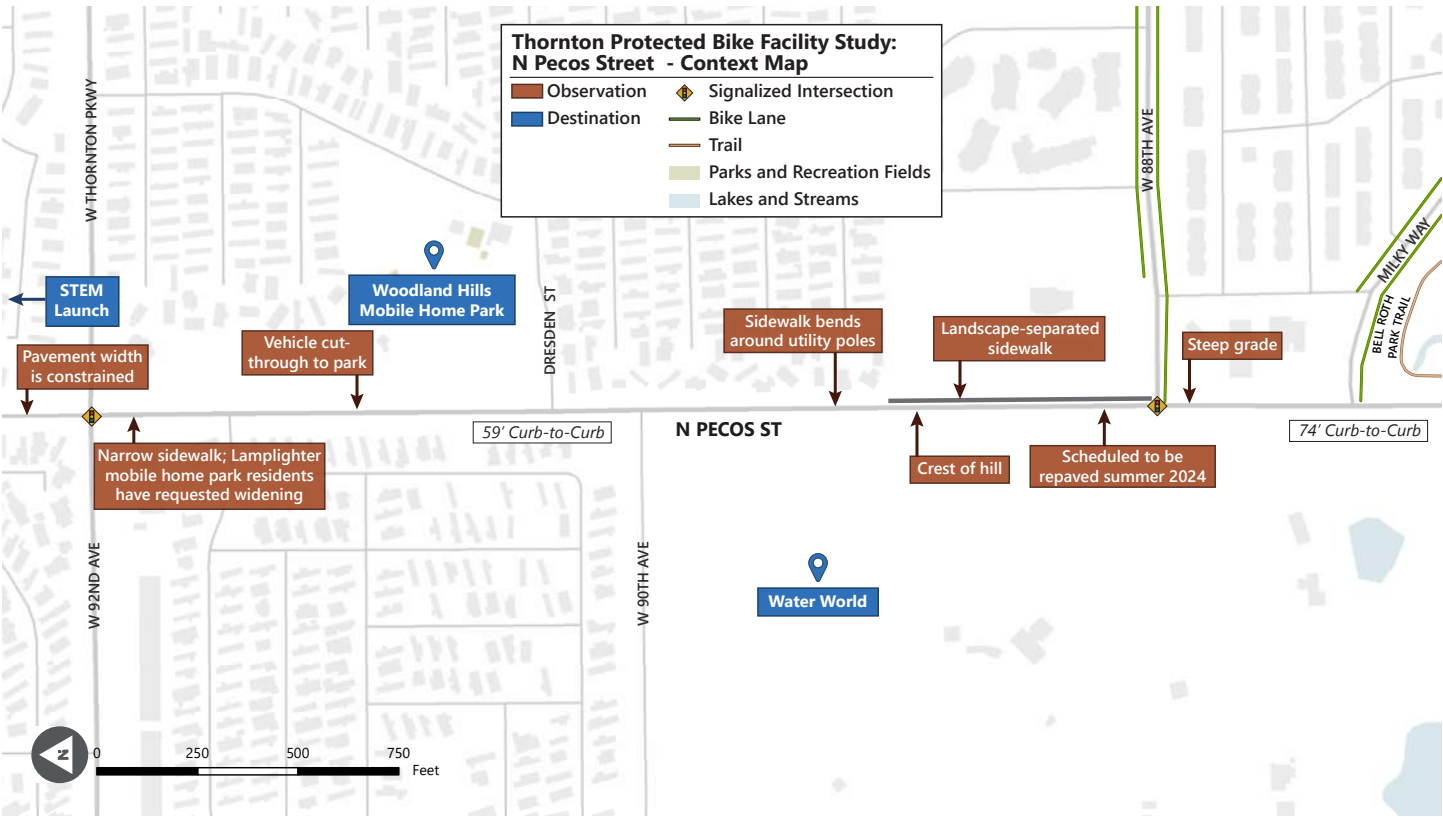 Thornton Protected Bike Facility Study:
N Pecos Street - Context Map
Observation
Destination
Signalized Intersection
Bike Lane
Trail
Parks and Recreation Fields
Lakes and Streams
W THORNTON PKWY
W 88TH AVE
MILKY WAY
BELL ROTH
PARK TRAIL
STEM
Launch
Woodland Hills
Mobile Home Park
DRESDEN ST
Pavement width
is constrained
Vehicle cut-
through to park
Sidewalk bends
around utility poles
Landscape-separated
sidewalk
Steep grade
59' Curb-to-Curb
N PECOS ST
74' Curb-to-Curb
Narrow sidewalk; Lamplighter
mobile home park residents
have requested widening
Crest of hill
Scheduled to be
repaved summer 2024
W 92ND AVE
W 90TH AVE
Water World
N
0 250 500 750
Feet